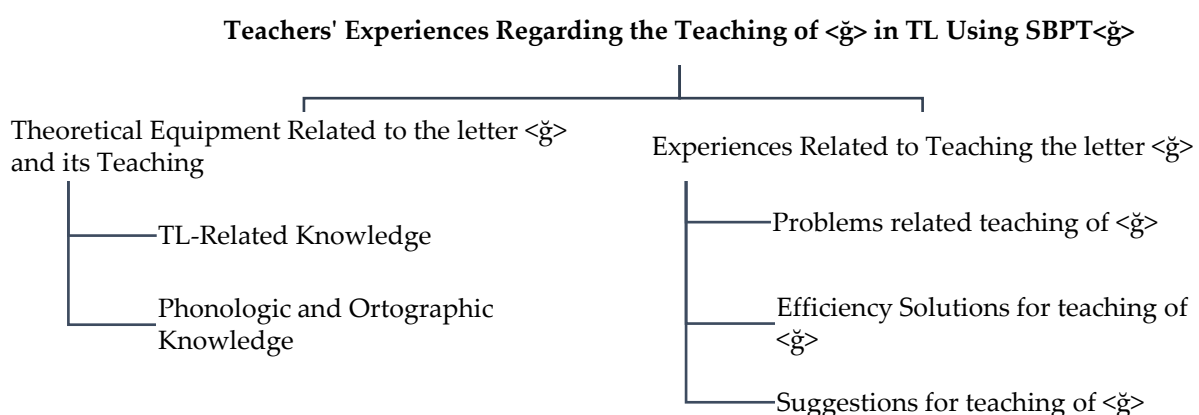 Teachers' Experiences Regarding the Teaching of <ğ> in TL Using SBPT<ğ>
Theoretical Equipment Related to the letter <ğ>
and its Teaching
TL-Related Knowledge
Phonologic and Ortographic
Knowledge
Experiences Related to Teaching the letter <ğ>
Problems related teaching of <ğ>
Efficiency Solutions for teaching of
<ğ>
Suggestions for teaching of <ğ>